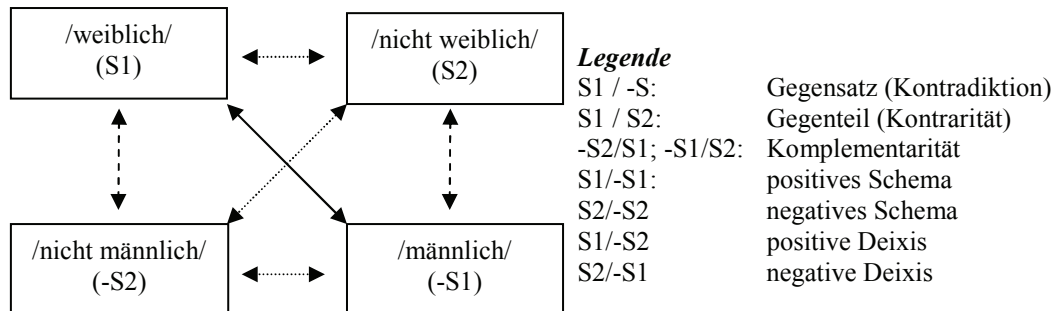 /weiblich/
(S1)
/nicht weiblich/
(S2)
/nicht männlich/
(-S2)
/männlich/
(-S1)
Legende
S1 / -S: Gegensatz (Kontradiktion)
S1 / S2: Gegenteil (Kontrarität)
-S2/S1; -S1/S2: Komplementarität
S1/-S1: positives Schema
S2/-S2 negatives Schema
S1/-S2 positive Deixis
S2/-S1 negative Deixis